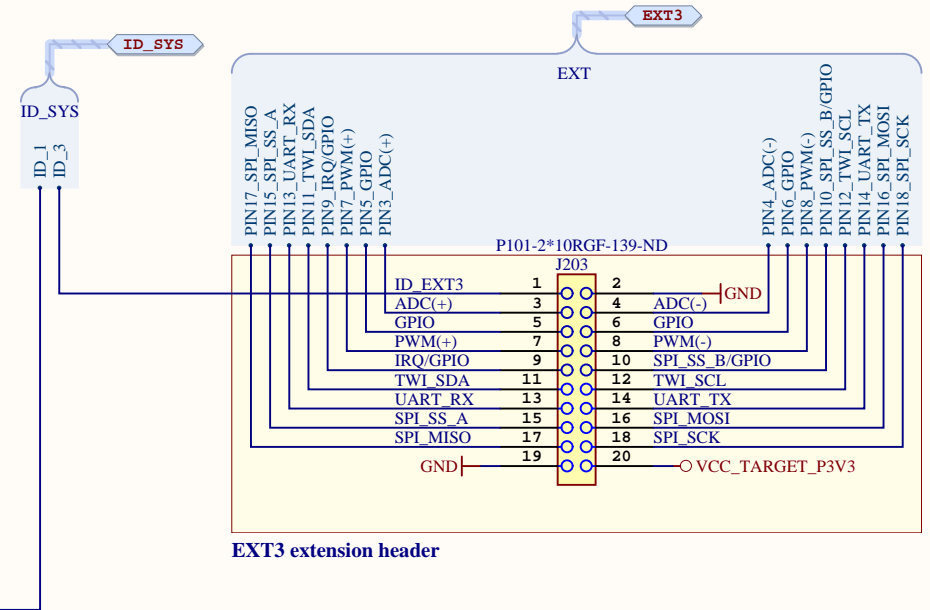 EXT3
ID_SYS
EXT
ID_SYS
ID_1
ID_3
PIN17_SPI_MISO
PIN15_SPI_SS_A
PIN13_UART_RX
PIN11_TWI_SDA
PIN9_IRQ/GPIO
PIN7_PWM(+)
PIN5_GPIO
PIN3_ADC(+)
PIN4_ADC(-)
PIN6_GPIO
PIN8_PWM(-)
PIN10_SPI_SS_B/GPIO
PIN12_TWI_SCL
PIN14_UART_TX
PIN16_SPI_MOSI
PIN18_SPI_SCK
P101-2*10RGF-139-ND
J203
ID_EXT3 1 2 GND
ADC(+) 3 4 ADC(-)
GPIO 5 6 GPIO
PWM(+) 7 8 PWM(-)
IRQ/GPIO 9 10 SPI_SS_B/GPIO
TWI_SDA 11 12 TWI_SCL
UART_RX 13 14 UART_TX
SPI_SS_A 15 16 SPI_MOSI
SPI_MISO 17 18 SPI_SCK
GND 19 20 VCC_TARGET_P3V3
EXT3 extension header